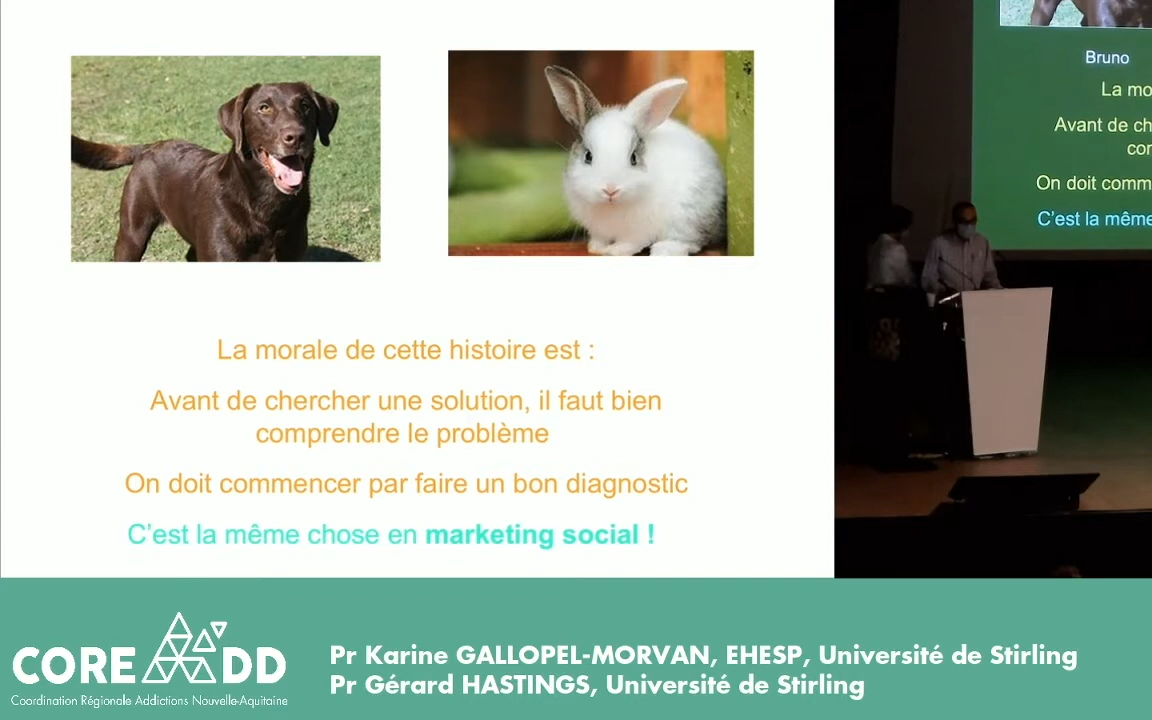 La morale de cette histoire est :
Avant de chercher une solution, il faut bien
comprendre le problème
On doit commencer par faire un bon diagnostic
C'est la même chose en marketing social !
Bruno
La mo
Avant de ch
cor
On doit comm
C'est la même
CORE DD
Coordination Régionale Addictions Nouvelle-Aquitaine
Pr Karine GALLOPEL-MORVAN, EHESP, Université de Stirling
Pr Gérard HASTINGS, Université de Stirling